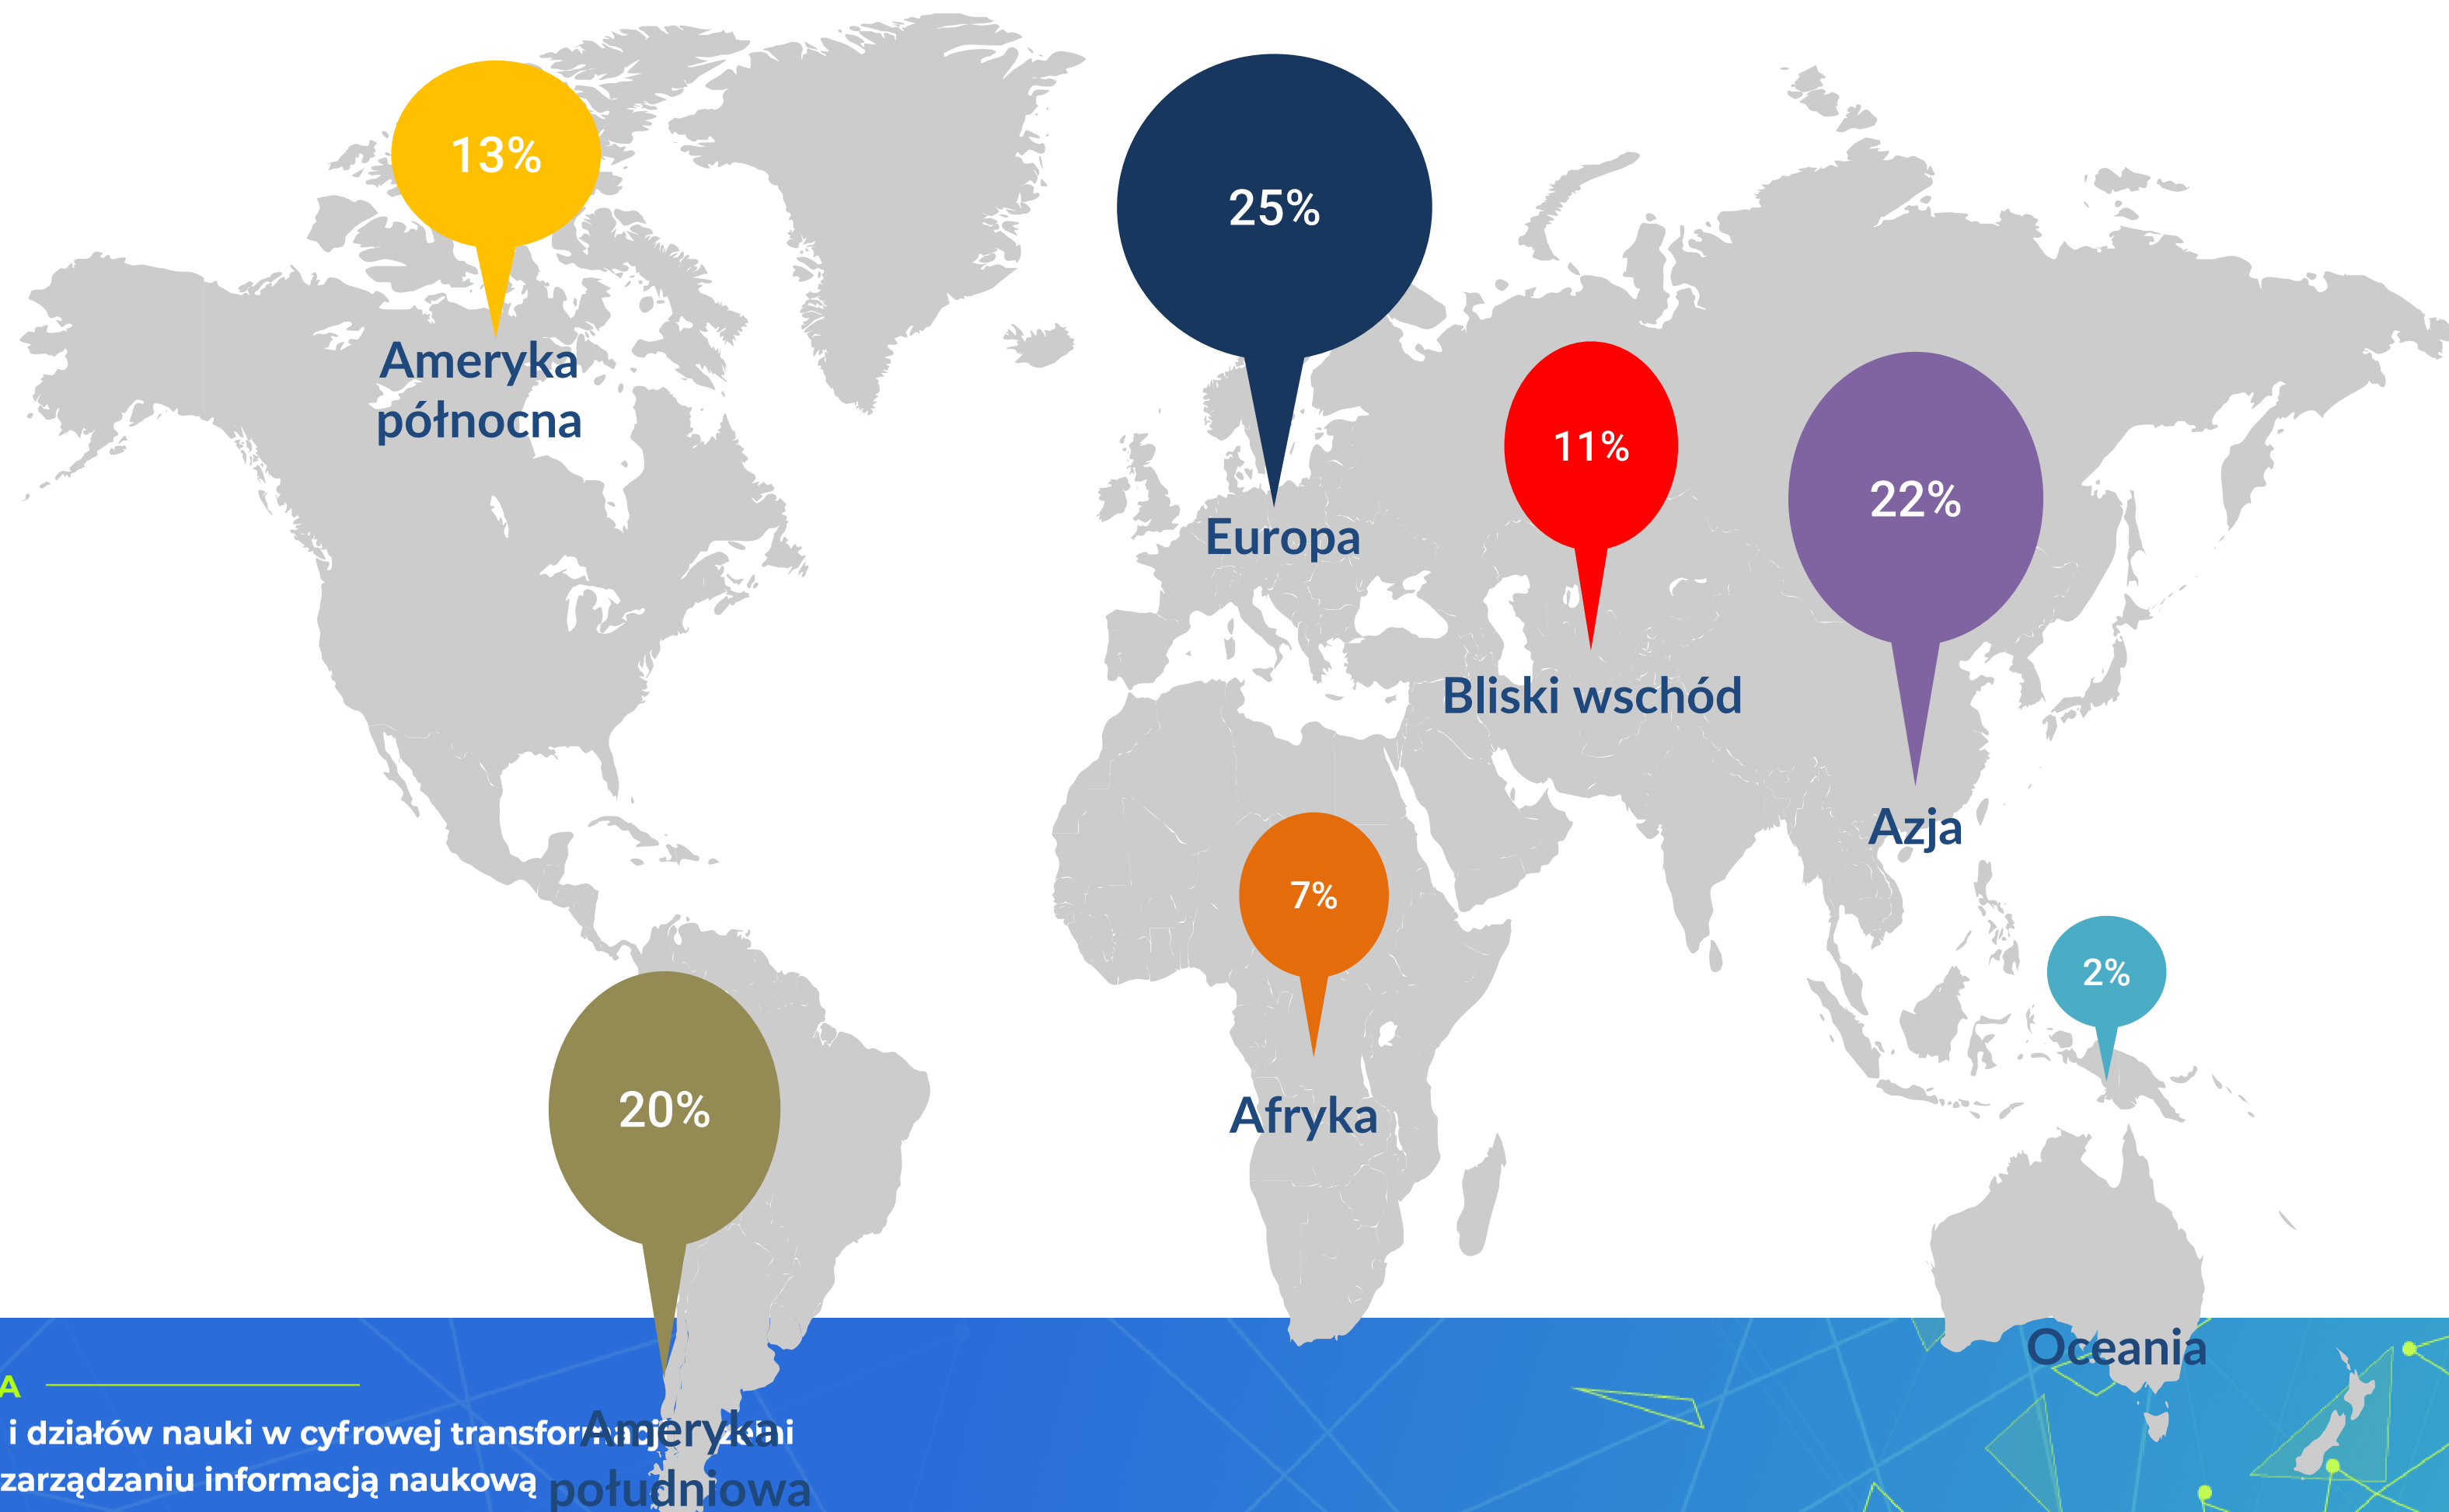 13%
Ameryka
północna
25%
Europa
11%
Bliski wschód
22%
Azja
7%
Afryka
2%
Oceania
20%
Ameryka
południowa
A
i działów nauki w cyfrowej
zarządzaniu informacją naukową